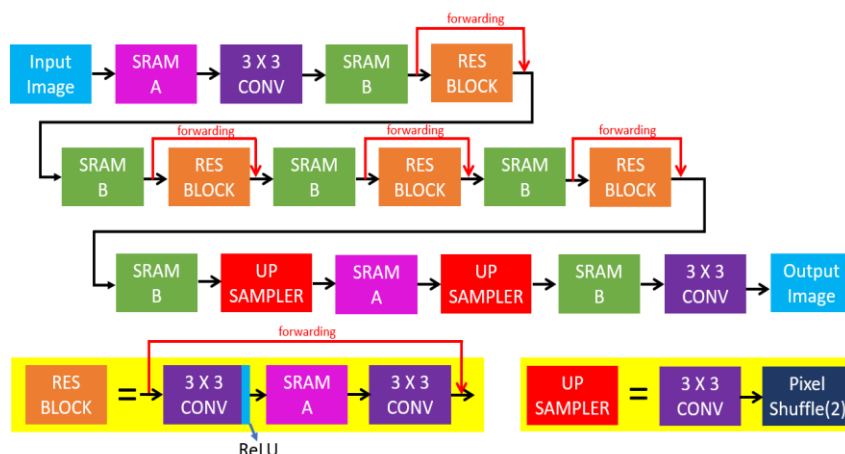 forwarding
Input
Image
SRAM
A
3 X 3
CONV
SRAM
B
RES
BLOCK
forwarding
forwarding
forwarding
SRAM
B
RES
BLOCK
SRAM
B
RES
BLOCK
SRAM
B
RES
BLOCK
SRAM
B
UP
SAMPLER
SRAM
A
UP
SAMPLER
SRAM
B
3 X 3
CONV
Output
Image
forwarding
RES
BLOCK
=
3 X 3
CONV
SRAM
A
3 X 3
CONV
ReLU
UP
SAMPLER
=
3 X 3
CONV
Pixel
Shuffle(2)